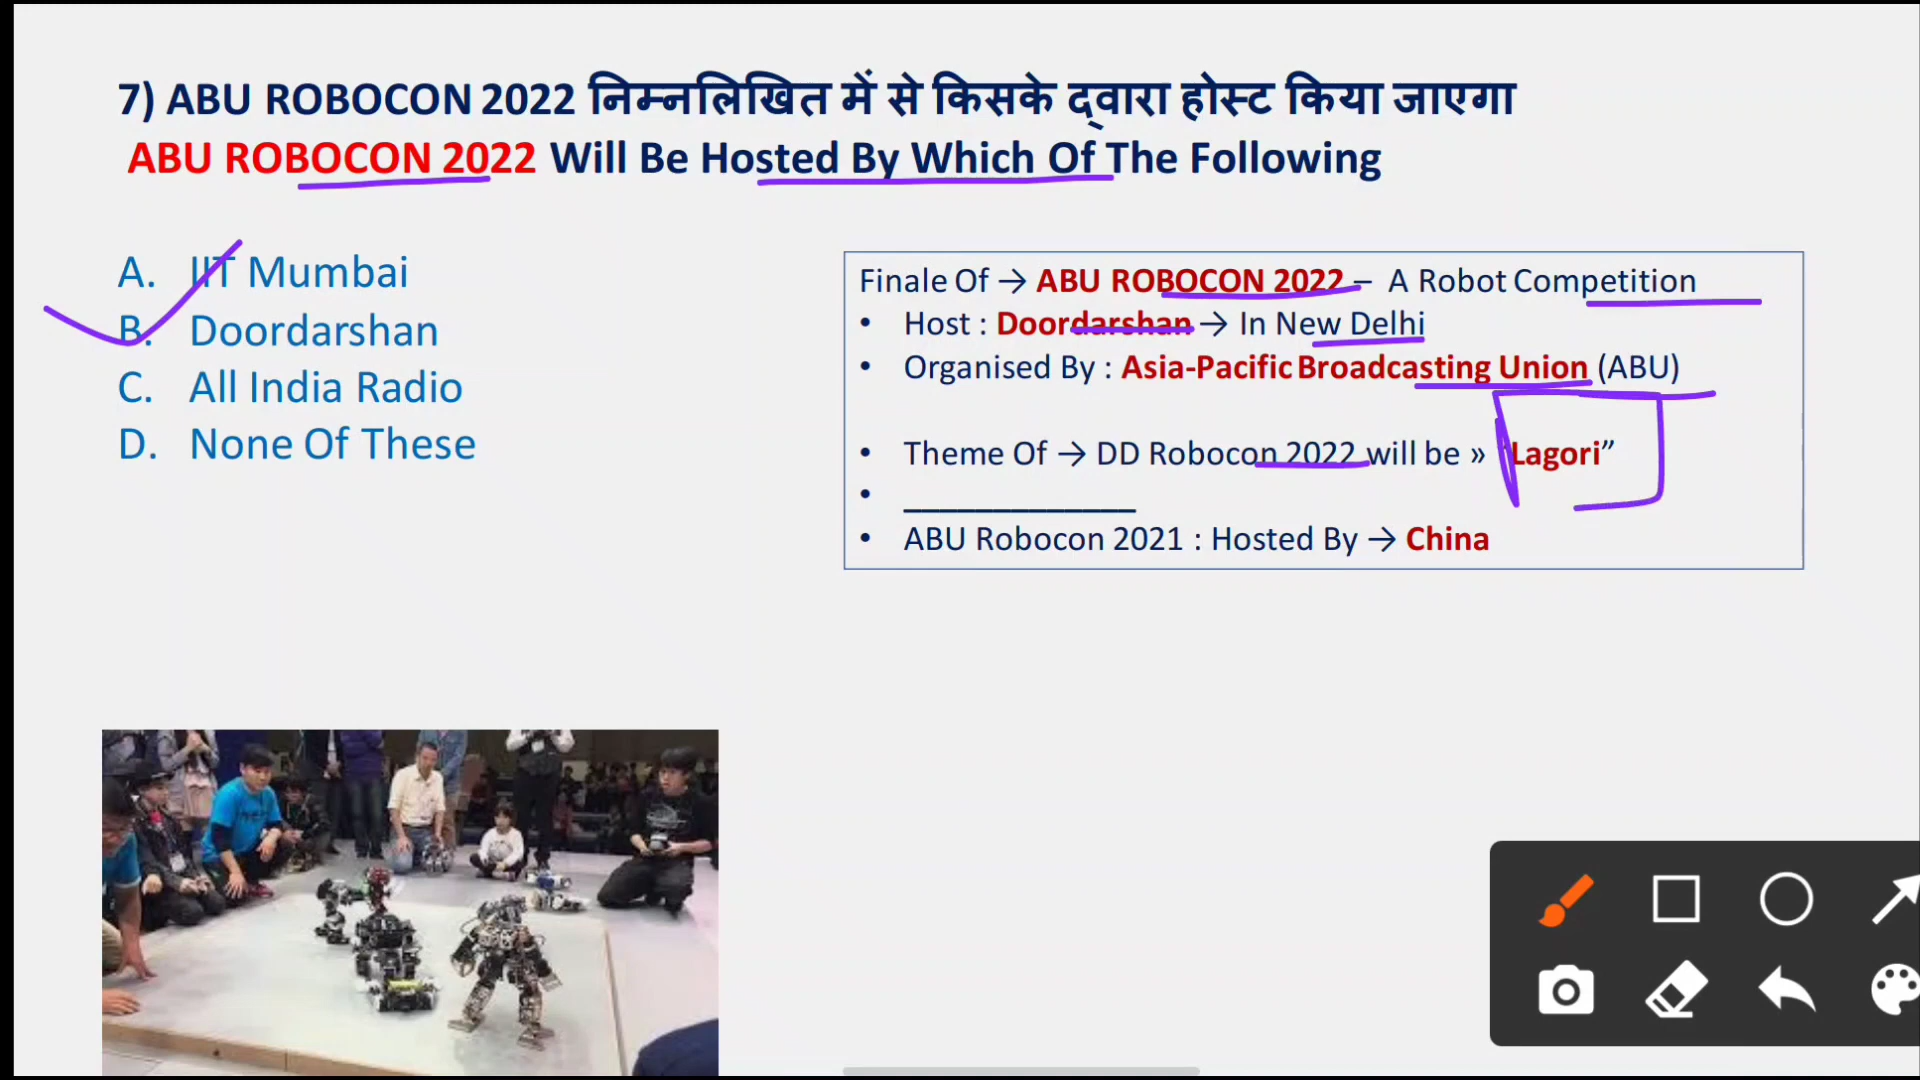 7) ABU ROBOCON 2022 निम्नलिखित में से किसके द्वारा होस्ट किया जाएगा
ABU ROBOCON 2022 Will Be Hosted By Which Of The Following
A. IIT Mumbai
B. Doordarshan
C. All India Radio
D. None Of These
Finale Of → ABU ROBOCON 2022 – A Robot Competition
• Host : Doordarshan → In New Delhi
• Organised By : Asia-Pacific Broadcasting Union (ABU)
• Theme Of → DD Robocon 2022 will be » “Lagori”
• ______________
• ABU Robocon 2021 : Hosted By → China